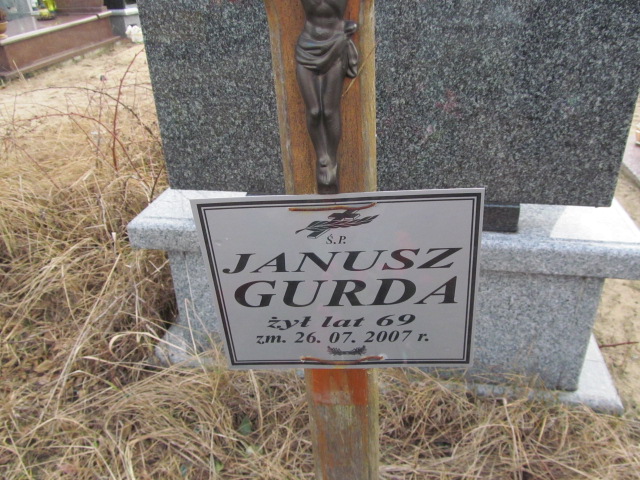 Ś.P.
JANUSZ
GURDA
żył lat 69
zm. 26. 07. 2007 r.